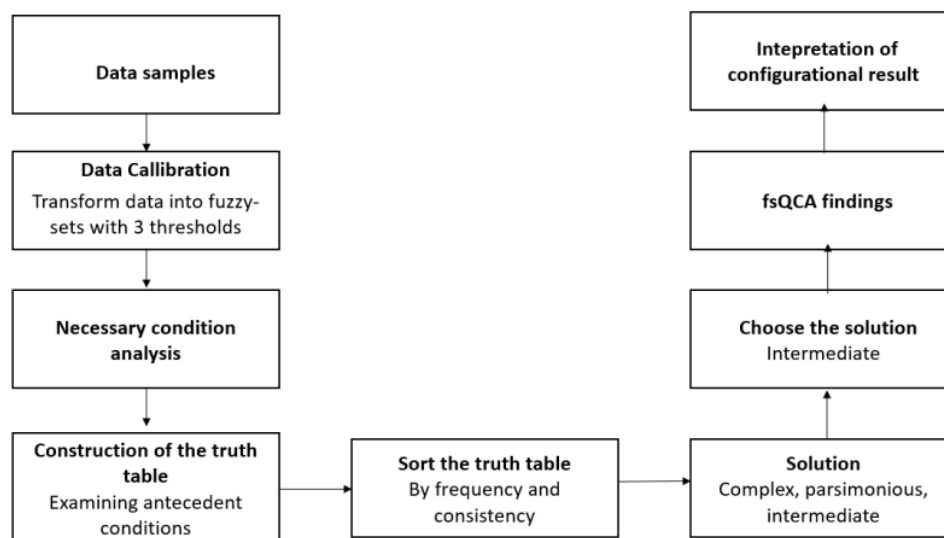 Data samples
Data Callibration
Transform data into fuzzy-
sets with 3 thresholds
Necessary condition
analysis
Construction of the truth
table
Examining antecedent
conditions
Sort the truth table
By frequency and
consistency
Solution
Complex, parsimonious,
intermediate
Choose the solution
Intermediate
fsQCA findings
Intepretation of
configurational result